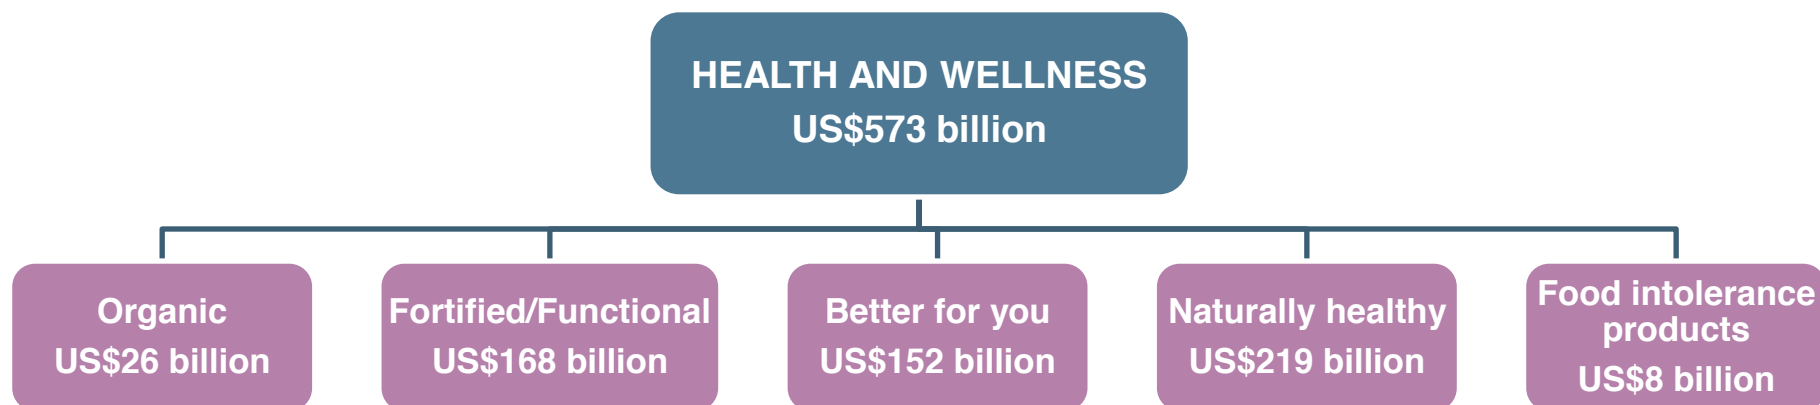 HEALTH AND WELLNESS
US$573 billion
Organic
US$26 billion
Fortified/Functional
US$168 billion
Better for you
US$152 billion
Naturally healthy
US$219 billion
Food intolerance
products
US$8 billion